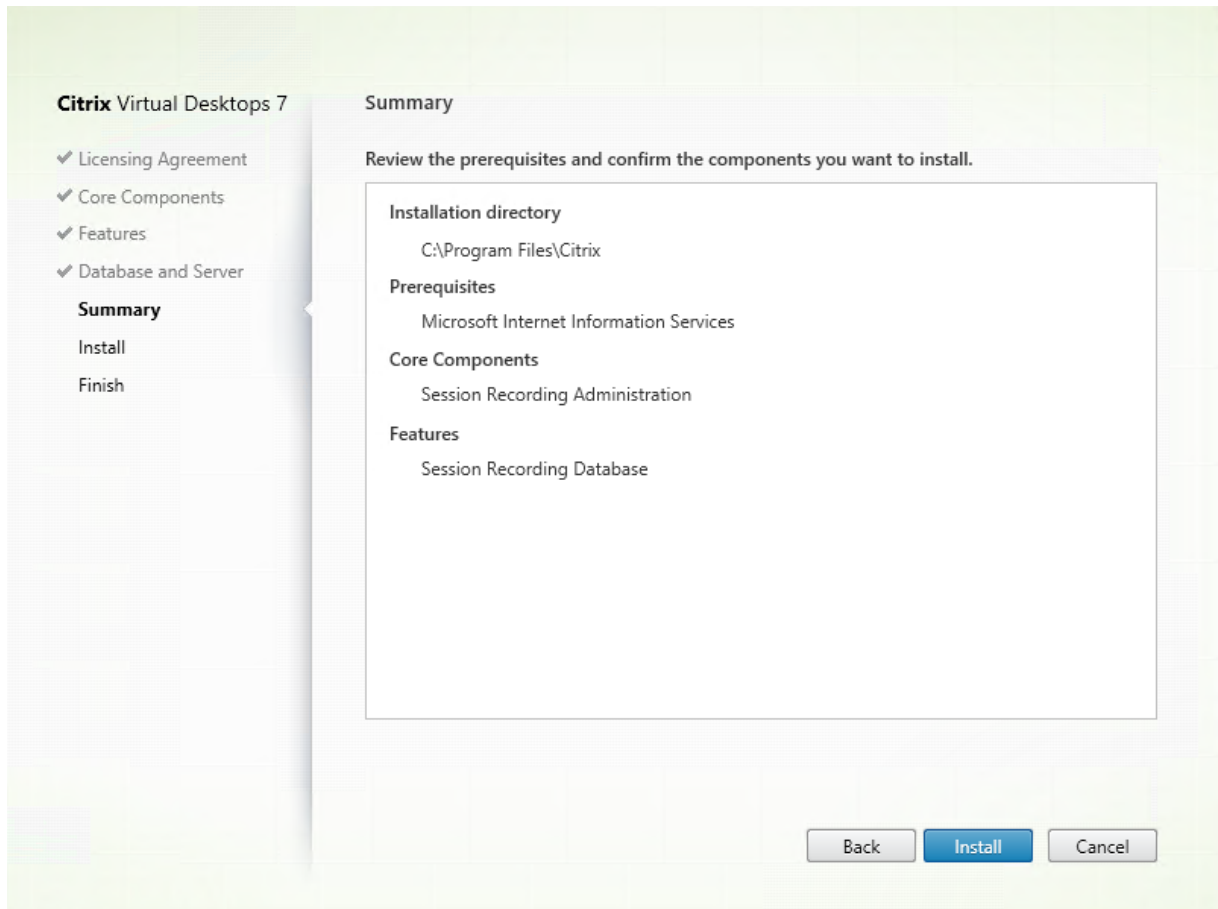 Citrix Virtual Desktops 7
Licensing Agreement
Core Components
Features
Database and Server
Summary
Install
Finish
Summary
Review the prerequisites and confirm the components you want to install.
Installation directory
C:\Program Files\Citrix
Prerequisites
Microsoft Internet Information Services
Core Components
Session Recording Administration
Features
Session Recording Database
Back
Install
Cancel